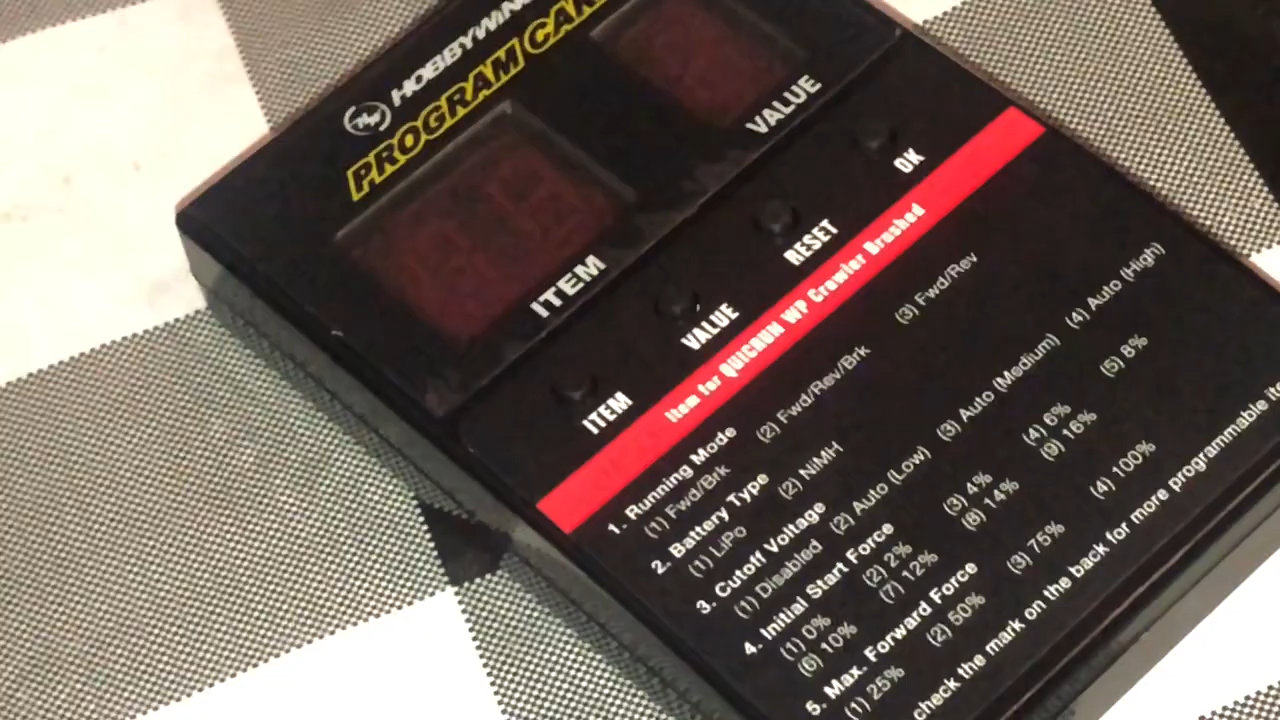 HOBBYWING
PROGRAM CARD
ITEM
VALUE
ITEM
VALUE
RESET
OK
Item for QUICRUN WP Crawler Brushed
1. Running Mode
(1) Fwd/Brk (2) Fwd/Rev/Brk (3) Fwd/Rev
2. Battery Type
(1) LiPo (2) NiMH
3. Cutoff Voltage
(1) Disabled (2) Auto (Low) (3) Auto (Medium) (4) Auto (High)
4. Initial Start Force
(1) 0% (2) 2% (3) 4% (4) 6% (5) 8%
(6) 10% (7) 12% (8) 14% (9) 16%
5. Max. Forward Force
(1) 25% (2) 50% (3) 75% (4) 100%
check the mark on the back for more programmable ite